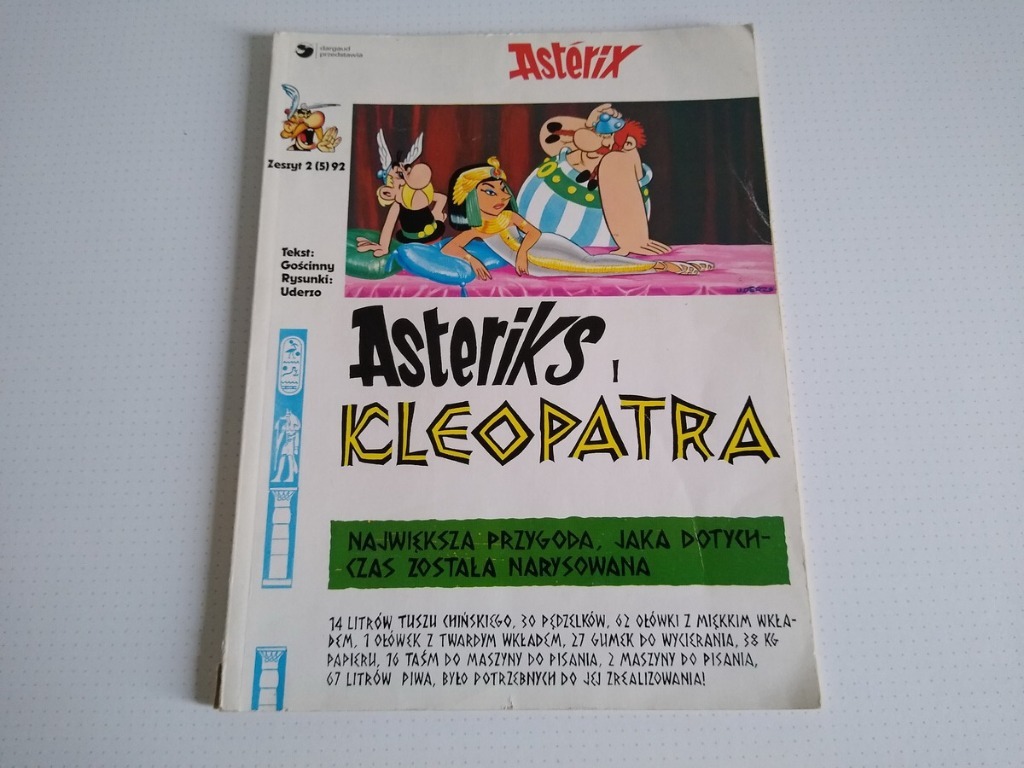 dargaud
przedstawia
Astérix
Zeszyt 2 (5) 92
Tekst:
Gościnny
Rysunki:
Uderzo
UDERZO
Asteriks i
KLEOPATRA
NAJWIĘKSZA PRZYGODA, JAKA DOTYCH-
CZAS ZOSTAŁA NARYSOWANA
14 LITRÓW TUSZU CHIŃSKIEGO, 30 PĘDZELKÓW, 62 OŁÓWKI Z MIĘKKIM WKŁA-
DEM, 1 OŁÓWEK Z TWARDYM WKŁADEM, 27 GUMEK DO WYCIERANIA, 38 KG
PAPIERU, 16 TAŚM DO MASZYNY DO PISANIA, 2 MASZYNY DO PISANIA,
67 LITRÓW PIWA, BYŁO POTRZEBNYCH DO JEJ ZREALIZOWANIA!